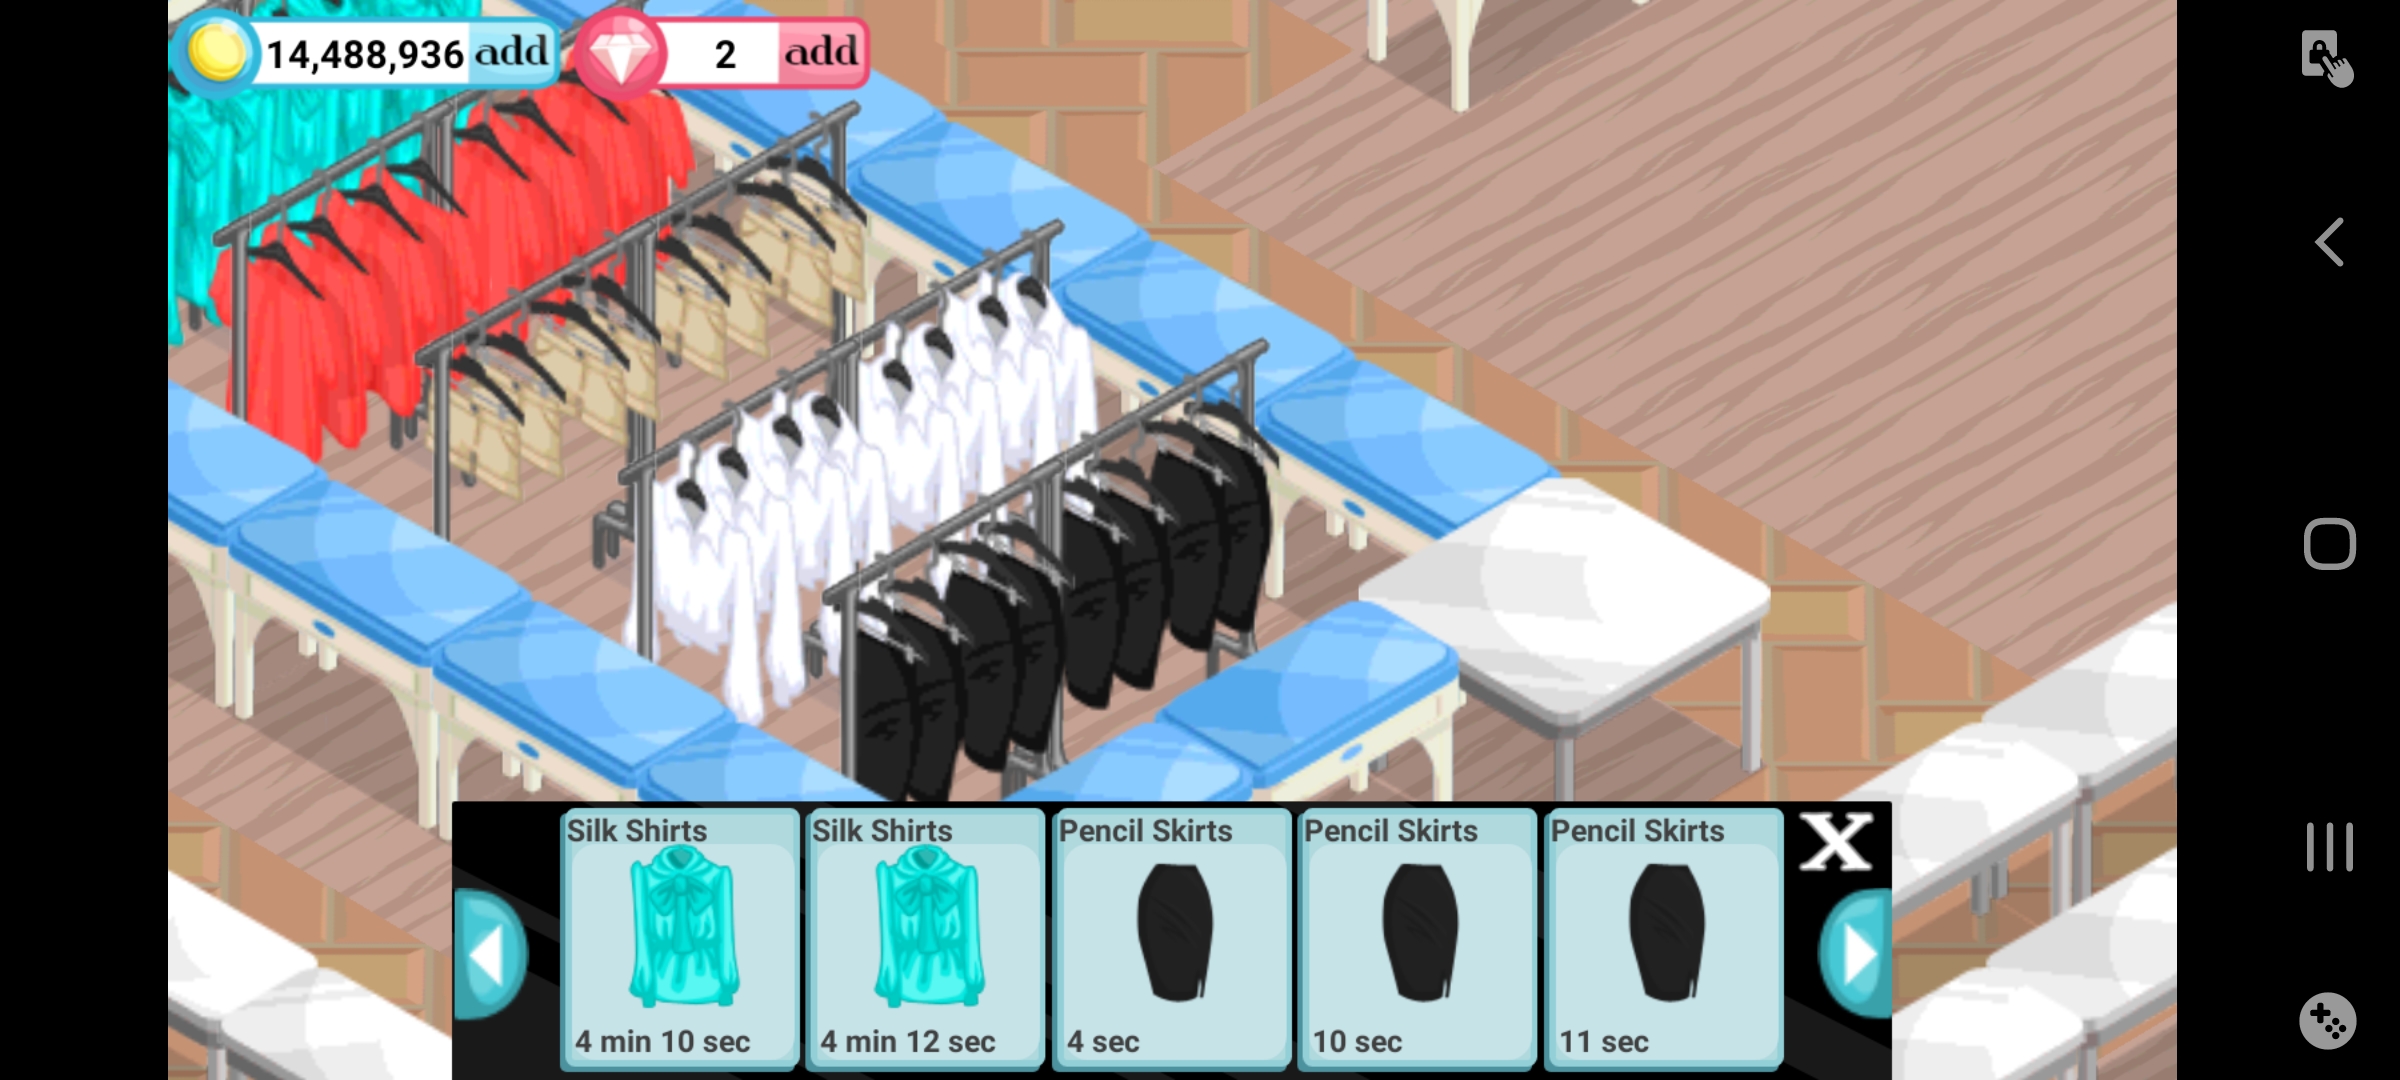 14,488,936 add
2 add
Silk Shirts
4 min 10 sec
Silk Shirts
4 min 12 sec
Pencil Skirts
4 sec
Pencil Skirts
10 sec
Pencil Skirts
11 sec
X